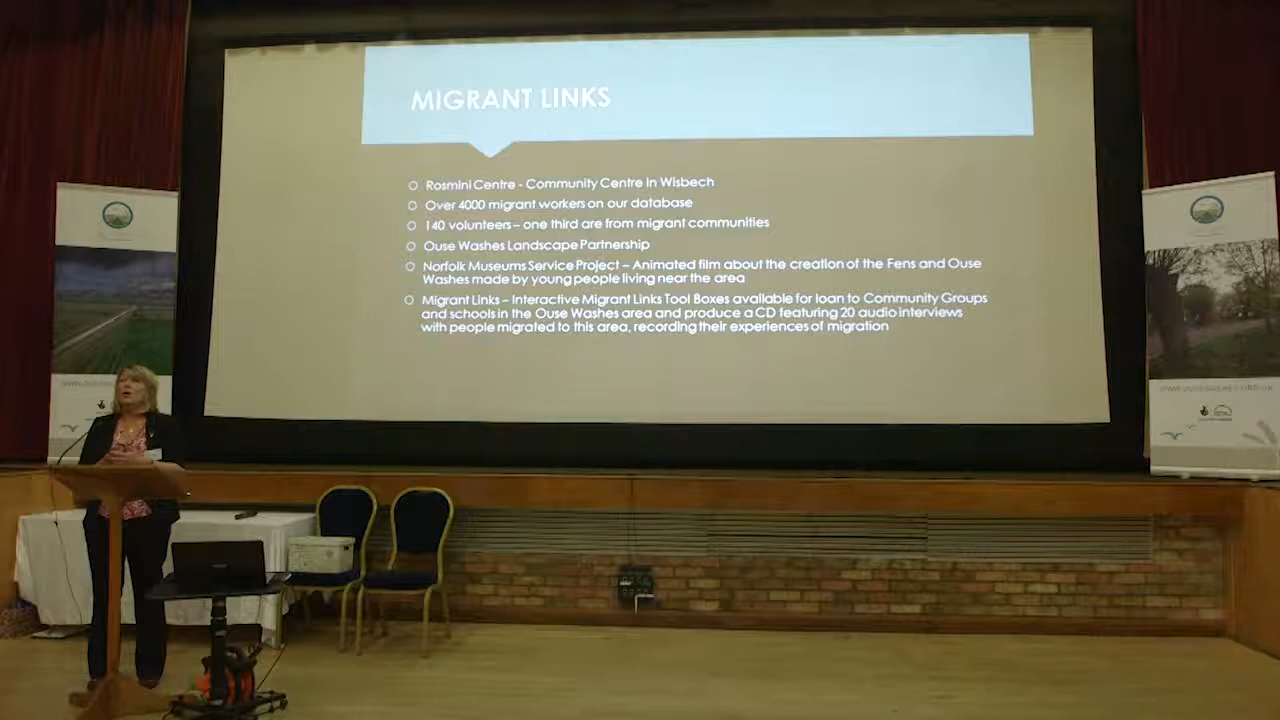 MIGRANT LINKS
Rosmini Centre - Community Centre in Wisbech
Over 4000 migrant workers on our database
140 volunteers – one third are from migrant communities
Ouse Washes Landscape Partnership
Norfolk Museums Service Project – Animated film about the creation of the Fens and Ouse
Washes made by young people living near the area
Migrant Links – Interactive Migrant Links Tool Boxes available for loan to Community Groups
and schools in the Ouse Washes area and produce a CD featuring 20 audio interviews
with people migrated to this area, recording their experiences of migration